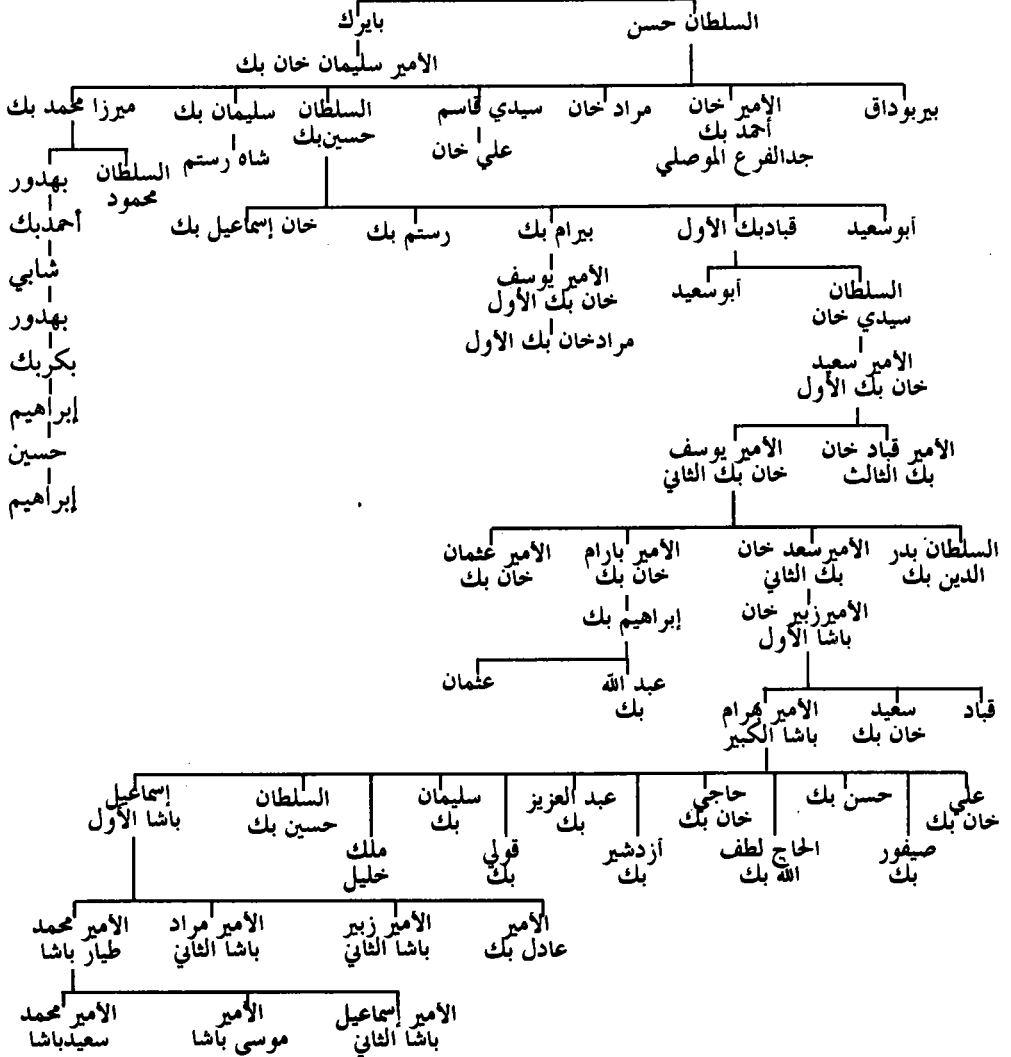 السلطان حسن
بايرك
الأمير سليمان خان بك
بيربوداق
الأمير خان
أحمد بك
جدالفرع الموصلي
مراد خان
سيدي قاسم
علي خان
السلطان
حسين بك
سليمان بك
شاه رستم
ميرزا محمد بك
السلطان
محمود
بهدور
أحمدبك
شابي
بهدور
بكربك
إبراهيم
حسين
إبراهيم
أبوسعيد
قبادبك الأول
بيرام بك
رستم بك
خان إسماعيل بك
الأمير يوسف
خان بك الأول
مرادخان بك الأول
السلطان
سيدي خان
أبوسعيد
الأمير سعيد
خان بك الأول
الأمير قباد خان
بك الثالث
الأمير يوسف
خان بك الثاني
السلطان بدر
الدين بك
الأميرسعد خان
بك الثاني
الأمير بارام
خان بك
الأمير عثمان
خان بك
الأميرزبير خان
باشا الأول
إبراهيم بك
عبد الله
بك
عثمان
قباد
سعيد
خان بك
الأمير بهرام
باشا الكبير
علي
خان بك
صيفور
بك
حسن بك
الحاج لطف
الله بك
حاجي
خان بك
أزدشير
بك
عبد العزيز
بك
قولي
بك
سليمان
بك
ملك
خليل
السلطان
حسين بك
إسماعيل
باشا الأول
الأمير
عادل بك
الأمير زبير
باشا الثاني
الأمير مراد
باشا الثاني
الأمير محمد
طيار باشا
الأمير إسماعيل
باشا الثاني
الأمير
موسى باشا
الأمير محمد
سعيدباشا